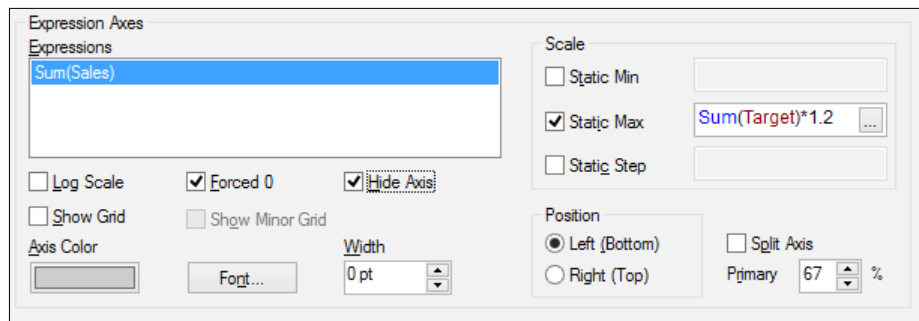 Expression Axes
Expressions
Sum(Sales)
Scale
Static Min
Static Max Sum(Target)*1.2 ...
Static Step
Log Scale Forced 0 Hide Axis
Show Grid Show Minor Grid
Axis Color
Font...
Width
0 pt
Position
Left (Bottom)
Right (Top)
Split Axis
Primary 67 %